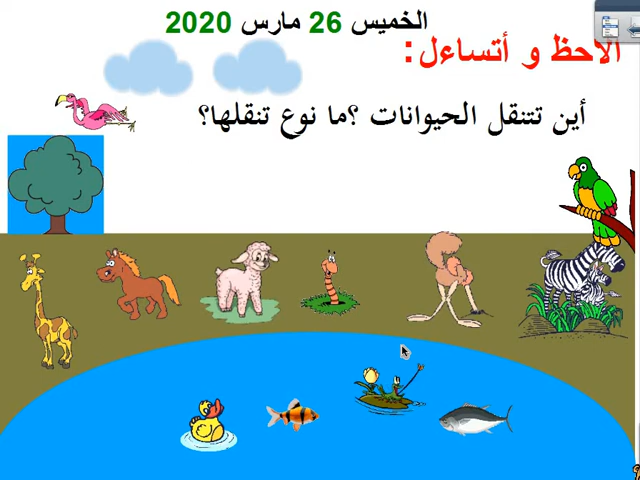 الخميس 26 مارس 2020
ألاحظ و أتساءل:
أين تتنقل الحيوانات ؟ما نوع تنقلها؟